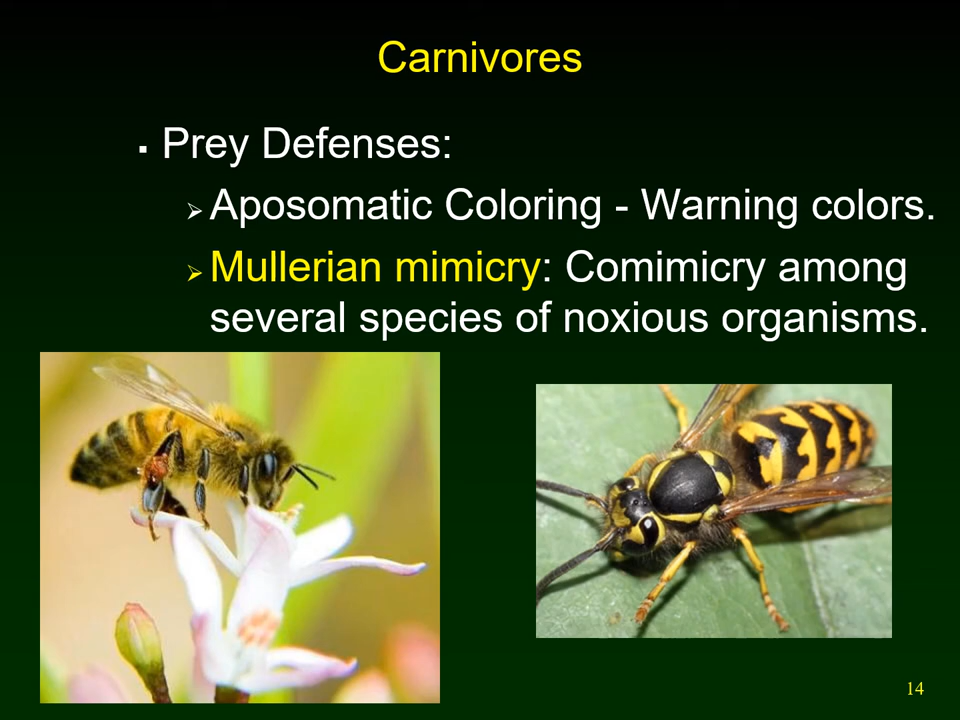 Carnivores
▪ Prey Defenses:
➢ Aposomatic Coloring - Warning colors.
➢ Mullerian mimicry: Comimicry among
several species of noxious organisms.
14